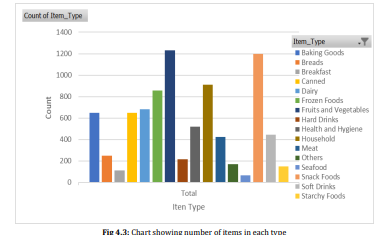 Count of Item_Type
1400
1200
1000
800
600
400
200
0
Count
Total
Iten Type
Item_Type
Baking Goods
Breads
Breakfast
Canned
Dairy
Frozen Foods
Fruits and Vegetables
Hard Drinks
Health and Hygiene
Household
Meat
Others
Seafood
Snack Foods
Soft Drinks
Starchy Foods
Fig 4.3: Chart showing number of items in each type